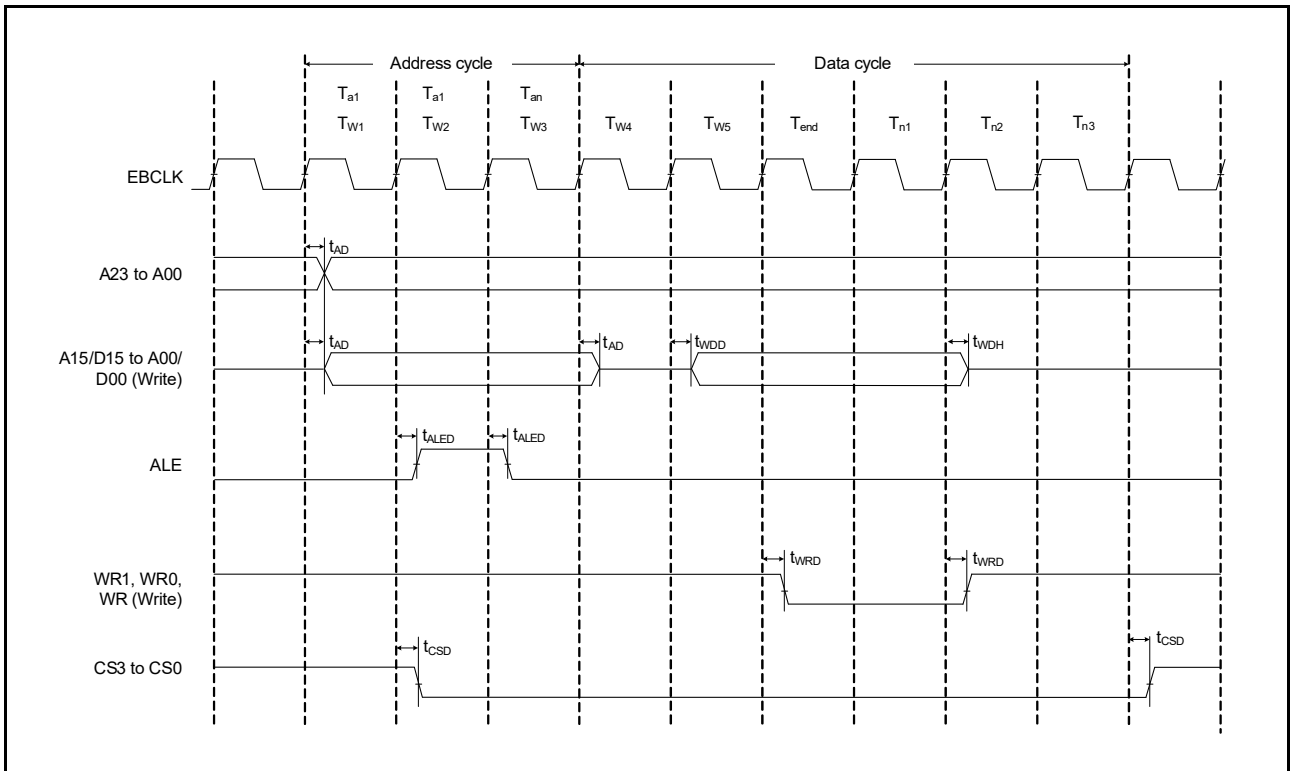 Address cycle Data cycle
Ta1 Ta1 Tan
TW1 TW2 TW3 TW4 TW5 Tend Tn1 Tn2 Tn3
EBCLK
tAD
A23 to A00
tAD tAD tWDD tWDH
A15/D15 to A00/
D00 (Write)
tALED tALED
ALE
tWRD tWRD
WR1, WR0,
WR (Write)
tCSD tCSD
CS3 to CS0